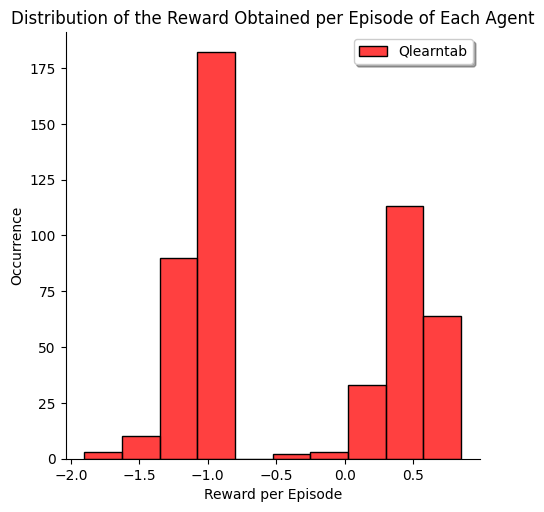 Distribution of the Reward Obtained per Episode of Each Agent
Qlearntab
175
150
125
100
75
50
25
0
Occurrence
−2.0 −1.5 −1.0 −0.5 0.0 0.5
Reward per Episode